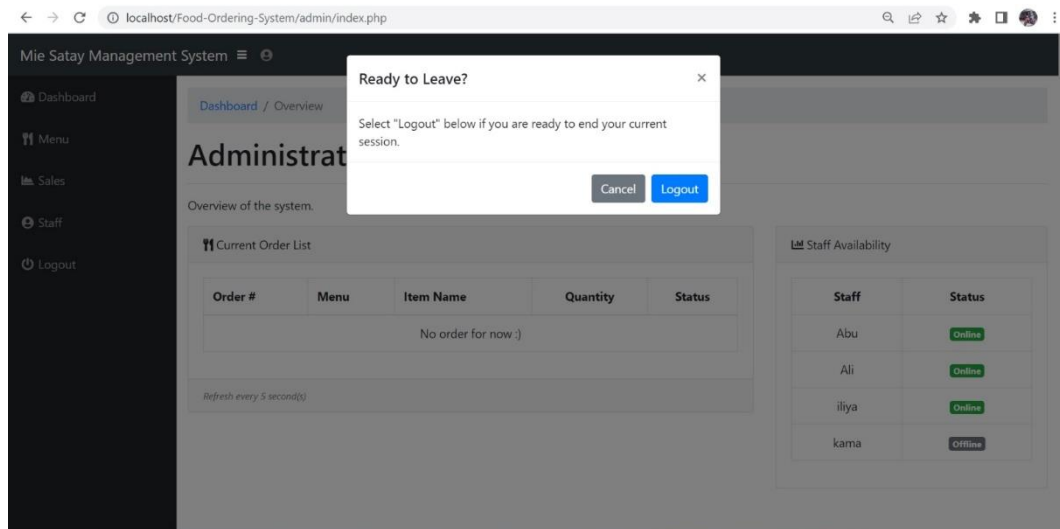 localhost/Food-Ordering-System/admin/index.php
Mie Satay Management System
Ready to Leave?
×
Select "Logout" below if you are ready to end your current
session.
Cancel Logout
Dashboard
Menu
Sales
Staff
Logout
Dashboard / Overview
Administrat
Overview of the system.
Current Order List
Order # Menu Item Name Quantity Status
No order for now :)
Refresh every 5 second(s)
Staff Availability
Staff Status
Abu Online
Ali Online
iliya Online
kama Offline